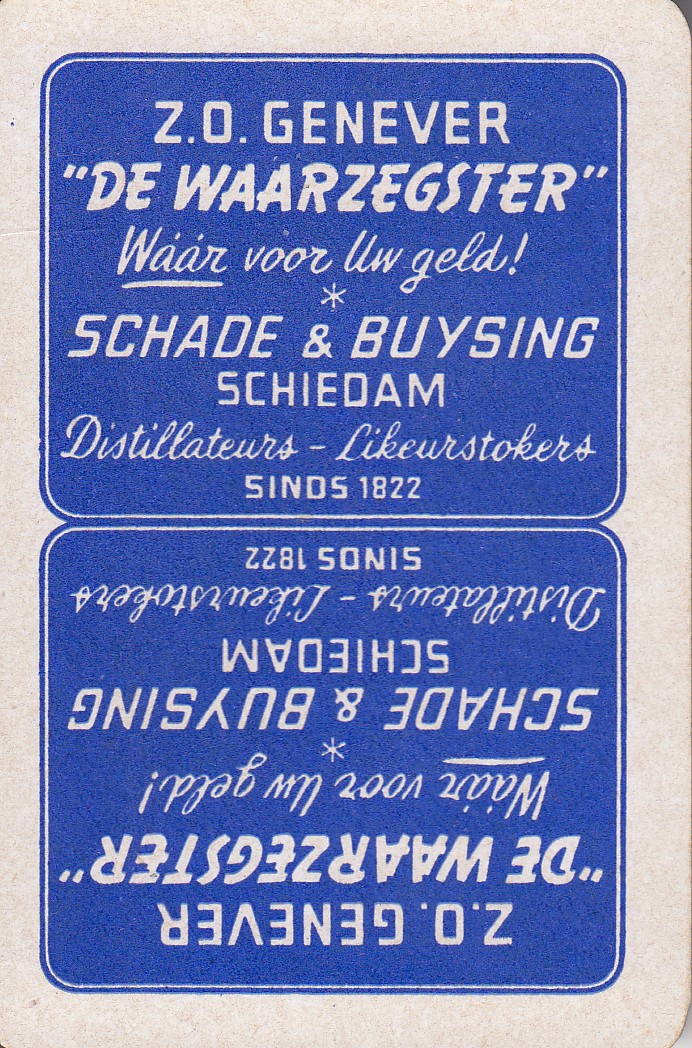 Z.O. GENEVER
"DE WAARZEGSTER"
Wáár voor Uw geld!
*
SCHADE & BUYSING
SCHIEDAM
Distillateurs - Likeurstokers
SINDS 1822
Z.O. GENEVER
"DE WAARZEGSTER"
Wáár voor Uw geld!
*
SCHADE & BUYSING
SCHIEDAM
Distillateurs - Likeurstokers
SINDS 1822